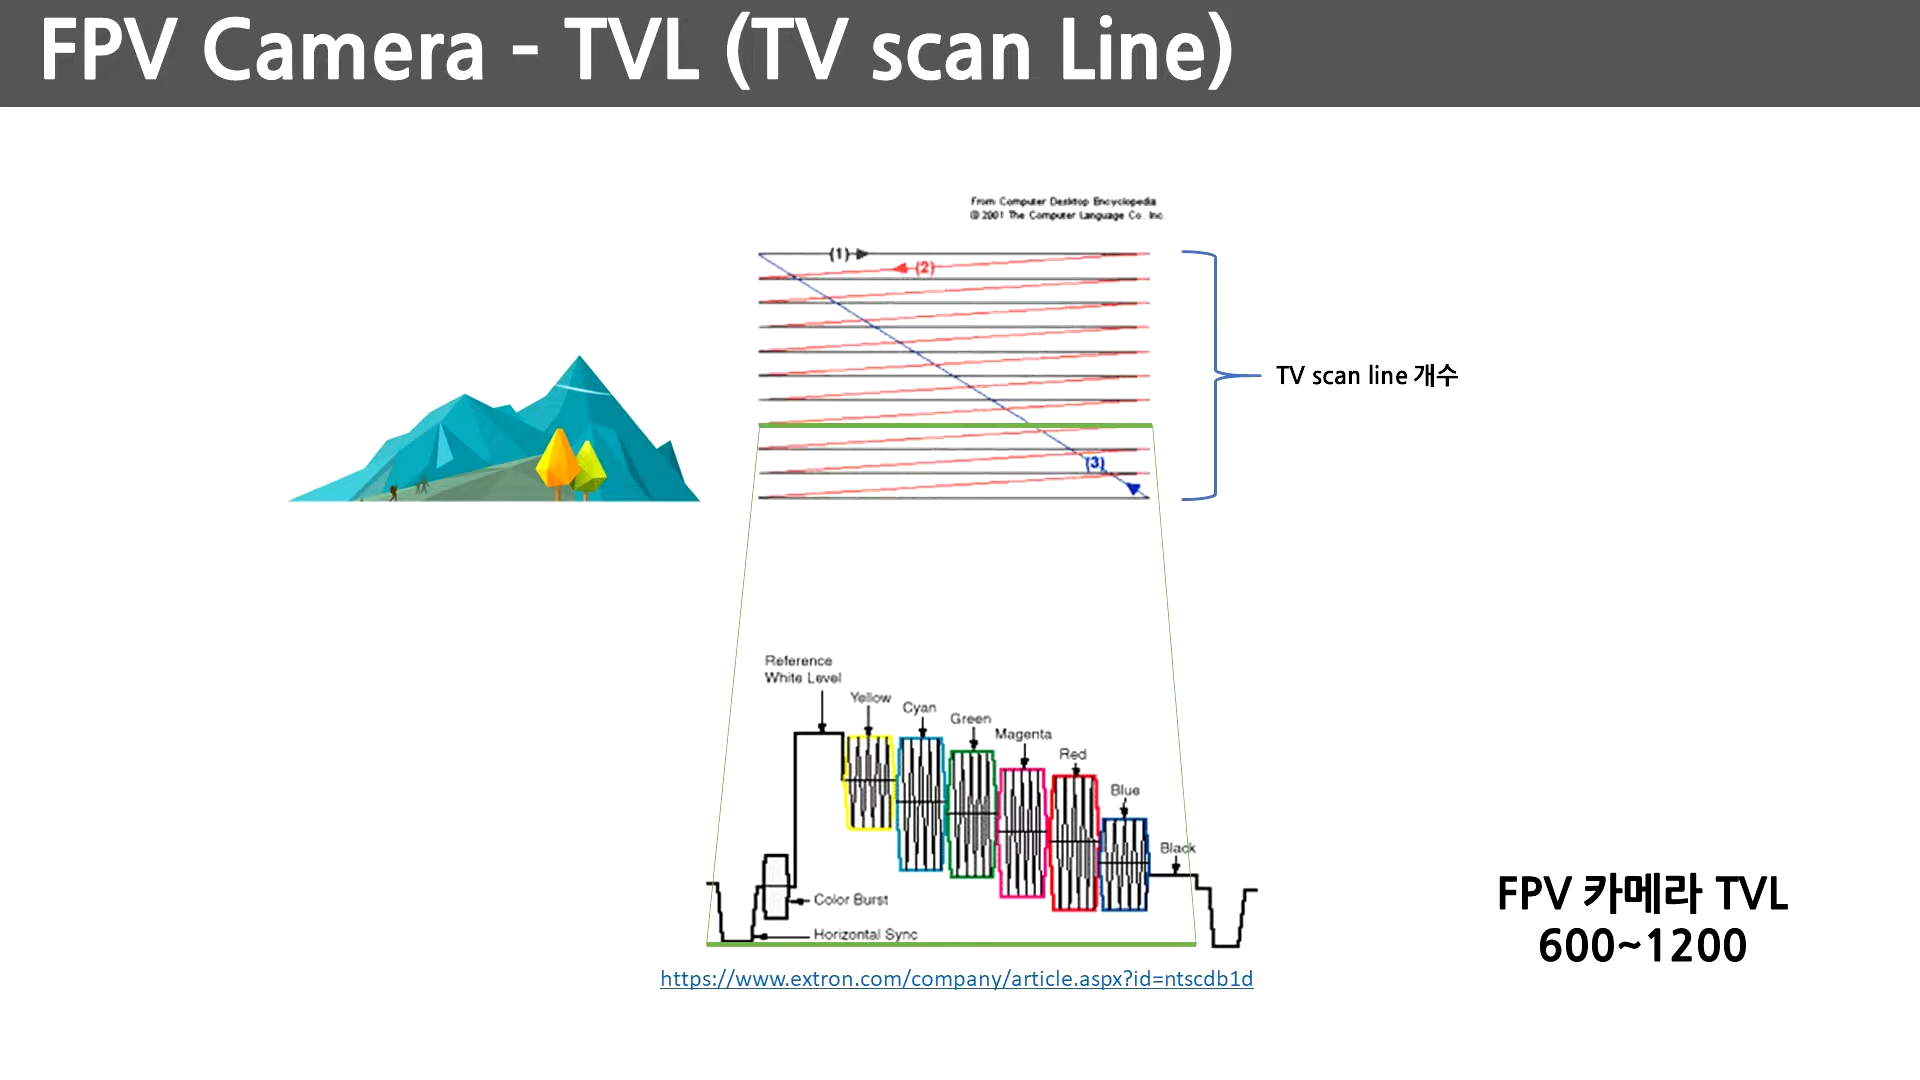 FPV Camera - TVL (TV scan Line)
From Computer Desktop Encyclopedia
© 2001 The Computer Language Co. Inc.
(1)
(2)
(3)
TV scan line 개수
Reference
White Level
Yellow
Cyan
Green
Magenta
Red
Blue
Black
Color Burst
Horizontal Sync
FPV 카메라 TVL
600~1200
https://www.extron.com/company/article.aspx?id=ntscdb1d